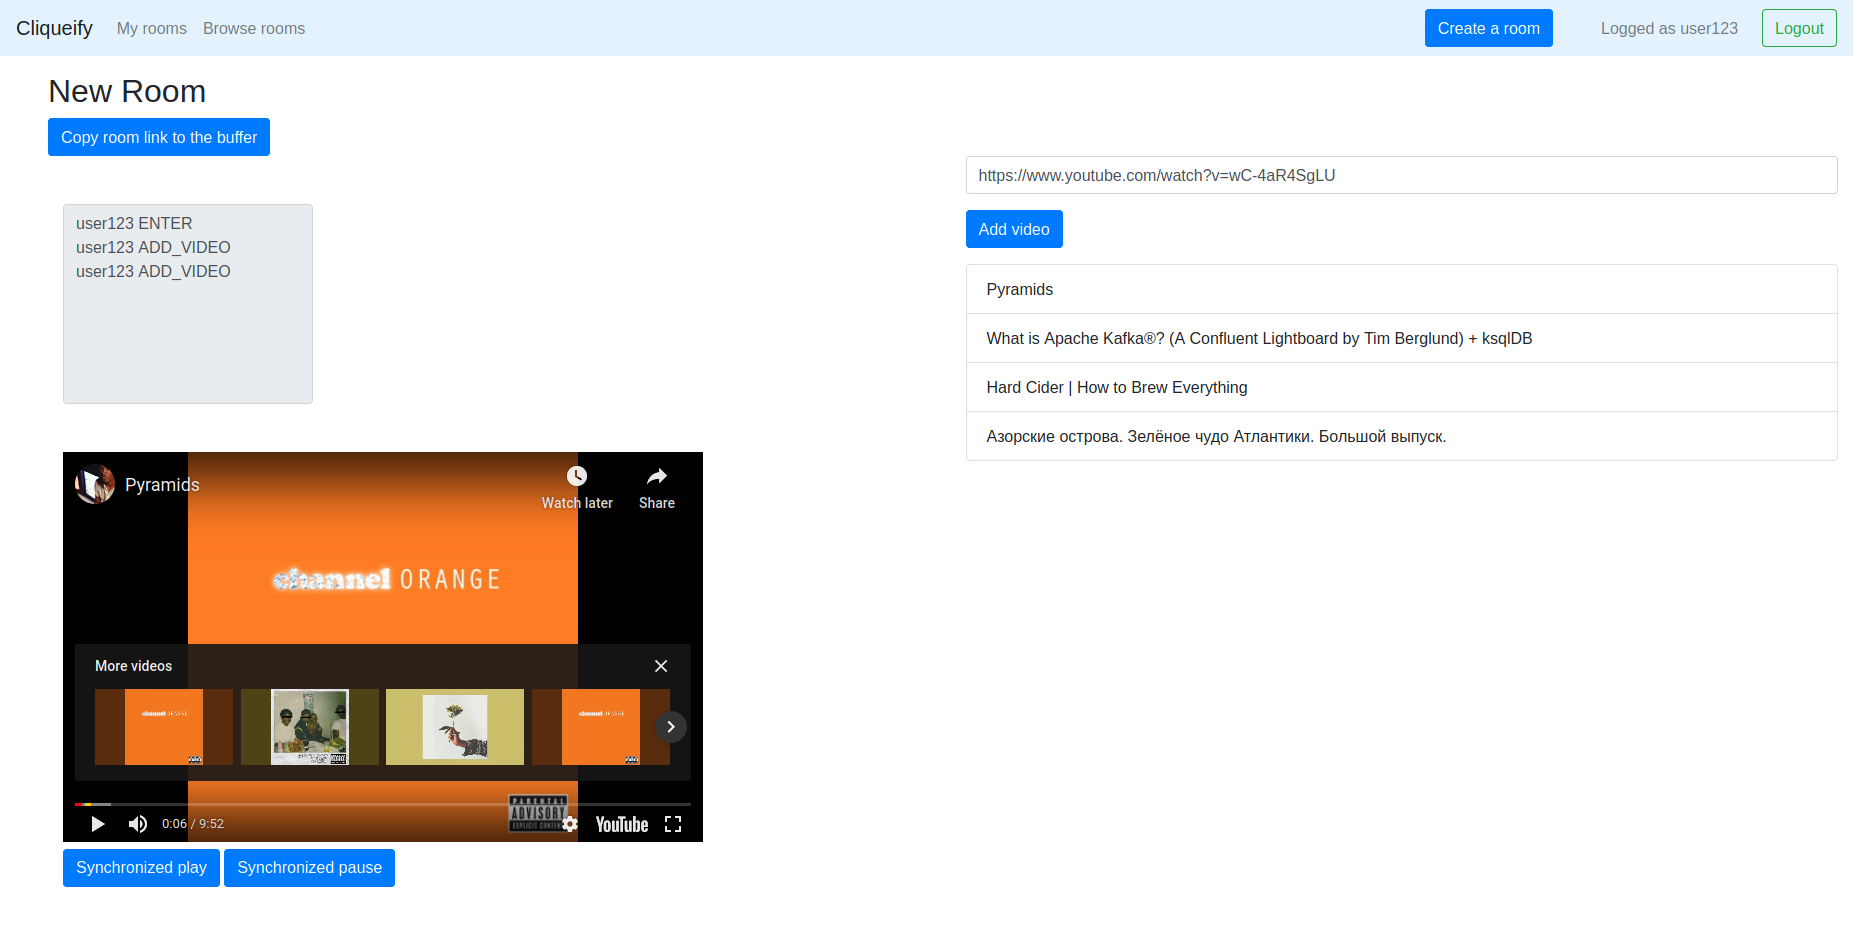 Cliqueify My rooms Browse rooms Create a room Logged as user123 Logout
New Room
Copy room link to the buffer
https://www.youtube.com/watch?v=wC-4aR4SgLU
Add video
user123 ENTER
user123 ADD_VIDEO
user123 ADD_VIDEO
Pyramids
What is Apache Kafka®? (A Confluent Lightboard by Tim Berglund) + ksqlDB
Hard Cider | How to Brew Everything
Азорские острова. Зелёное чудо Атлантики. Большой выпуск.
Pyramids
Watch later Share
channel ORANGE
More videos
channel ORANGE
channel ORANGE
PARENTAL
ADVISORY
EXPLICIT CONTENT
0:06 / 9:52
YouTube
Synchronized play Synchronized pause